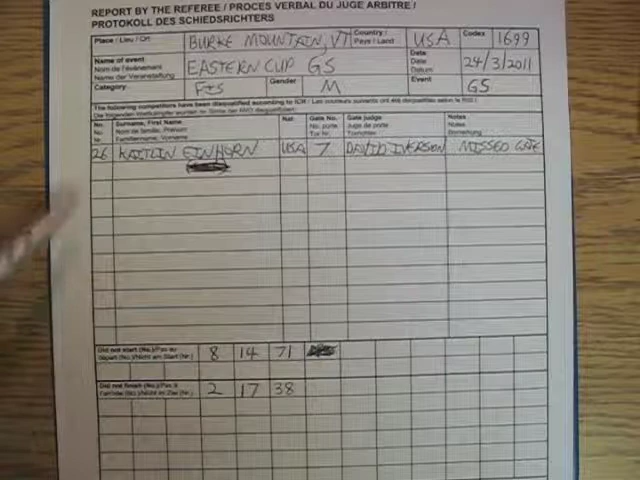 REPORT BY THE REFEREE / PROCES VERBAL DU JUGE ARBITRE /
PROTOKOLL DES SCHIEDSRICHTERS
Place / Lieu / Ort BURKE MOUNTAIN, VT Country / Pays / Land USA Codex 1699
Name of event
Nom de l'événement
Name der Veranstaltung
EASTERN CUP GS
Date
Date
Datum
24/3/2011
Category FIS Gender M Event GS
The following competitors have been disqualified according to ICR / Les coureurs suivants ont été disqualifiés selon le RIS /
Die folgenden Wettkämpfer wurden im Sinne der IWO disqualifiziert:
No. Surname, First Name Nat. Gate No. Gate judge Notes
No. Nom de famille, Prénom No. porte Juge de porte Remarques
Nr. Familienname, Vorname Tor Nr. Torrichter Bemerkung
26 KAITLIN EINHORN USA 7 DAVID IVERSON MISSED GATE
Did not start (No.)/Pas au
départ (No.)/Nicht am Start (Nr.)
8 14 71
Did not finish (No.)/Pas à
l'arrivée (No.)/Nicht im Ziel (Nr.)
2 17 38